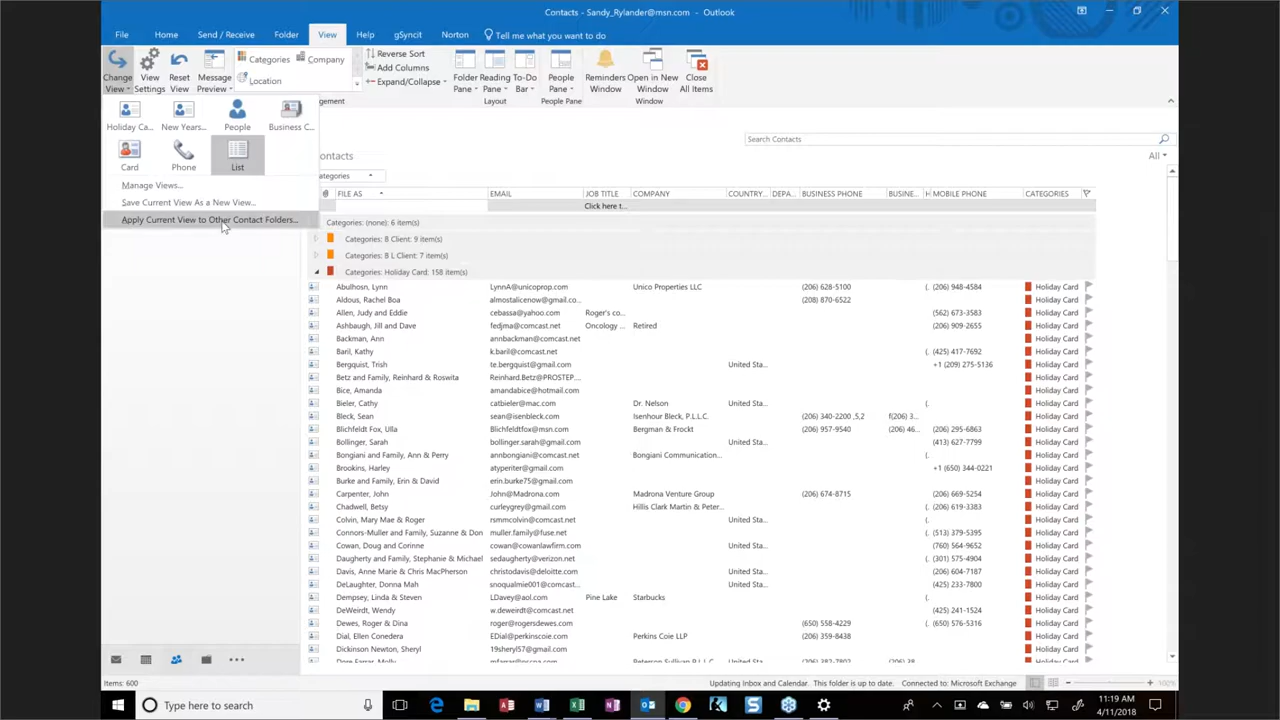 Contacts - Sandy_Rylander@msn.com - Outlook
File Home Send / Receive Folder View Help gSyncit Norton Tell me what you want to do
Change View View Settings Reset View Message Preview Categories Company Location Reverse Sort Add Columns Expand/Collapse Folder Pane Reading Pane To-Do Bar People Pane Reminders Window Open in New Window Close All Items
ngement Layout People Pane Window
Holiday Ca... New Years... People Business C...
Card Phone List
Manage Views...
Save Current View As a New View...
Apply Current View to Other Contact Folders...
Search Contacts
ontacts All
ategories
FILE AS EMAIL JOB TITLE COMPANY COUNTRY... DEPA... BUSINESS PHONE BUSINE... H MOBILE PHONE CATEGORIES
Click here t...
Categories: (none): 6 item(s)
Categories: B Client: 9 item(s)
Categories: B L Client: 7 item(s)
Categories: Holiday Card: 158 item(s)
Abulhosn, Lynn LynnA@unicoprop.com Unico Properties LLC (206) 628-5100 (. (206) 948-4584 Holiday Card
Aldous, Rachel Boa almostalicenow@gmail.co... (208) 870-6522 Holiday Card
Allen, Judy and Eddie cebassa@yahoo.com Roger's co... (562) 673-3583 Holiday Card
Ashbaugh, Jill and Dave fedjma@comcast.net Oncology ... Retired (206) 909-2655 Holiday Card
Backman, Ann annbackman@comcast.net Holiday Card
Baril, Kathy k.baril@comcast.net (. (425) 417-7692 Holiday Card
Bergquist, Trish te.bergquist@gmail.com United Sta... +1 (209) 275-5136 Holiday Card
Betz and Family, Reinhard & Roswita Reinhard.Betz@PROSTEP... Holiday Card
Bice, Amanda amandabice@hotmail.com Holiday Card
Bieler, Cathy catbieler@mac.com Dr. Nelson United Sta... (. Holiday Card
Bleck, Sean sean@isenbleck.com Isenhour Bleck, P.L.L.C. (206) 340-2200 ,5,2 f(206) 3... Holiday Card
Blichfeldt Fox, Ulla Blichfeldtfox@msn.com Bergman & Frockt (206) 957-9540 (206) 46... (206) 295-6863 Holiday Card
Bollinger, Sarah bollinger.sarah@gmail.com (413) 627-7799 Holiday Card
Bongiani and Family, Ann & Perry annbongiani@gmail.com Bongiani Communication... (. Holiday Card
Brookins, Harley atyperiter@gmail.com +1 (650) 344-0221 Holiday Card
Burke and Family, Erin & David erin.burke75@gmail.com Holiday Card
Carpenter, John John@Madrona.com Madrona Venture Group (206) 674-8715 (206) 669-5254 Holiday Card
Chadwell, Betsy curleygrey@gmail.com Hillis Clark Martin & Peter... (206) 619-3383 Holiday Card
Colvin, Mary Mae & Roger rsmmcolvin@comcast.net United Sta... Holiday Card
Connors-Muller and Family, Suzanne & Don muller.family@fuse.net (. (513) 379-5395 Holiday Card
Cowan, Doug and Corinne cowan@cowanlawfirm.com United Sta... (760) 564-9652 Holiday Card
Daugherty and Family, Stephanie & Michael sedaugherty@verizon.net (. (301) 575-4904 Holiday Card
Davis, Anne Marie & Chris MacPherson christodavis@deloitte.com United Sta... (206) 604-7187 Holiday Card
DeLaughter, Donna Mah snoqualmie001@comcast... United Sta... (425) 233-7800 Holiday Card
Dempsey, Linda & Steven LDavey@aol.com Pine Lake Starbucks (. Holiday Card
DeWeirdt, Wendy w.deweirdt@comcast.net (425) 241-1524 Holiday Card
Dewes, Roger & Dina roger@rogersdewes.com (650) 558-4229 (. (650) 576-5316 Holiday Card
Dial, Ellen Conedera EDial@perkinscoie.com Perkins Coie LLP (206) 359-8438 Holiday Card
Dickinson Newton, Sheryl 19sheryl57@gmail.com Holiday Card
Items: 600 Updating Inbox and Calendar. This folder is up to date. Connected to: Microsoft Exchange 100%
Type here to search 11:19 AM
4/11/2018